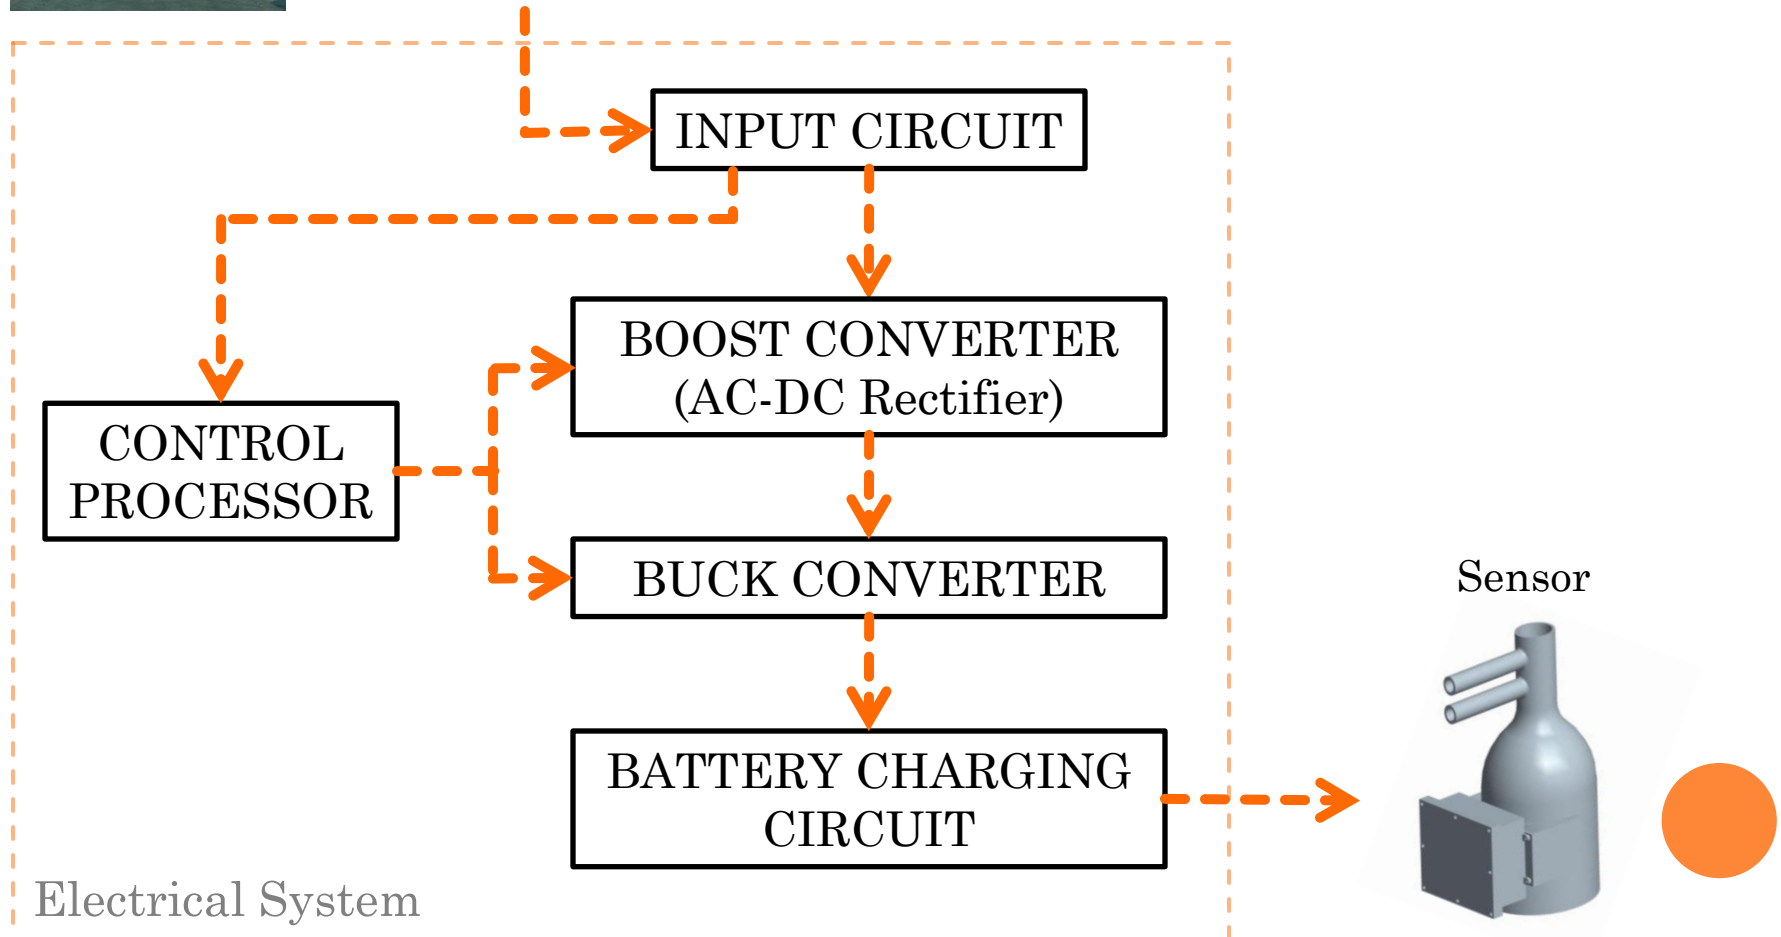 INPUT CIRCUIT
BOOST CONVERTER
(AC-DC Rectifier)
CONTROL
PROCESSOR
BUCK CONVERTER
Sensor
BATTERY CHARGING
CIRCUIT
Electrical System